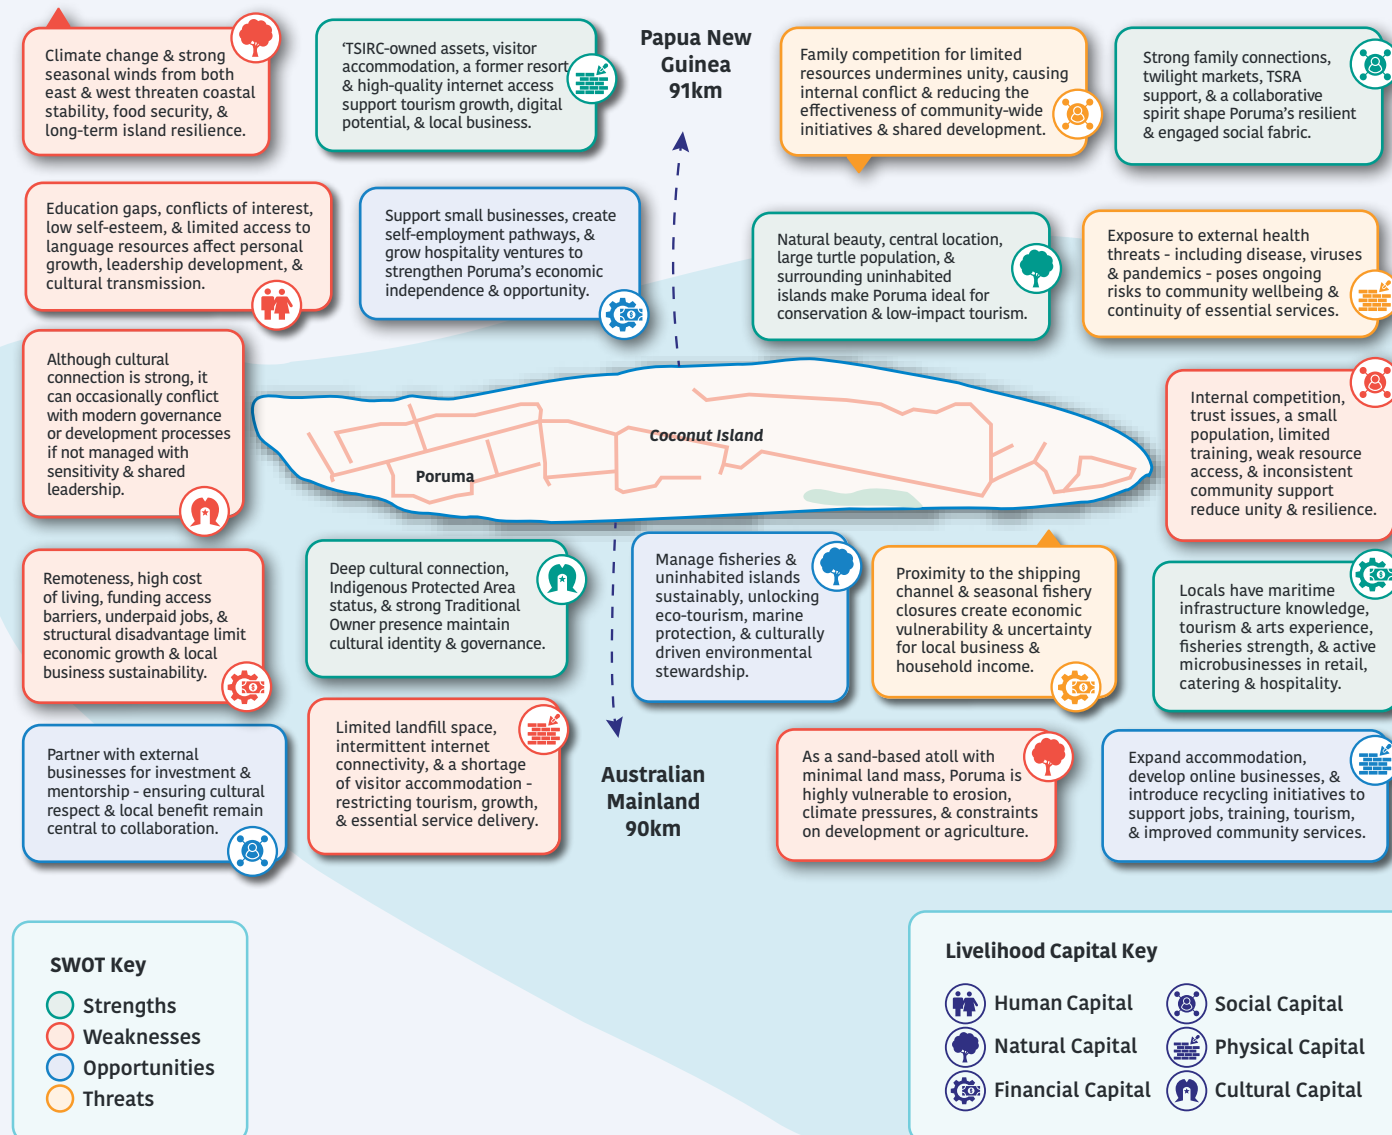 Climate change & strong
seasonal winds from both
east & west threaten coastal
stability, food security, &
long-term island resilience.
‘TSIRC-owned assets, visitor
accommodation, a former resort
& high-quality internet access
support tourism growth, digital
potential, & local business.
Papua New
Guinea
91km
Family competition for limited
resources undermines unity, causing
internal conflict & reducing the
effectiveness of community-wide
initiatives & shared development.
Strong family connections,
twilight markets, TSRA
support, & a collaborative
spirit shape Poruma’s resilient
& engaged social fabric.
Education gaps, conflicts of interest,
low self-esteem, & limited access to
language resources affect personal
growth, leadership development, &
cultural transmission.
Support small businesses, create
self-employment pathways, &
grow hospitality ventures to
strengthen Poruma’s economic
independence & opportunity.
Natural beauty, central location,
large turtle population, &
surrounding uninhabited
islands make Poruma ideal for
conservation & low-impact tourism.
Exposure to external health
threats - including disease, viruses
& pandemics - poses ongoing
risks to community wellbeing &
continuity of essential services.
Although cultural
connection is strong, it
can occasionally conflict
with modern governance
or development processes
if not managed with
sensitivity & shared
leadership.
Coconut Island
Poruma
Internal competition,
trust issues, a small
population, limited
training, weak resource
access, & inconsistent
community support
reduce unity & resilience.
Remoteness, high cost
of living, funding access
barriers, underpaid jobs, &
structural disadvantage limit
economic growth & local
business sustainability.
Deep cultural connection,
Indigenous Protected Area
status, & strong Traditional
Owner presence maintain
cultural identity & governance.
Manage fisheries &
uninhabited islands
sustainably, unlocking
eco-tourism, marine
protection, & culturally
driven environmental
stewardship.
Proximity to the shipping
channel & seasonal fishery
closures create economic
vulnerability & uncertainty
for local business &
household income.
Locals have maritime
infrastructure knowledge,
tourism & arts experience,
fisheries strength, & active
microbusinesses in retail,
catering & hospitality.
Partner with external
businesses for investment &
mentorship - ensuring cultural
respect & local benefit remain
central to collaboration.
Limited landfill space,
intermittent internet
connectivity, & a shortage
of visitor accommodation -
restricting tourism, growth,
& essential service delivery.
Australian
Mainland
90km
As a sand-based atoll with
minimal land mass, Poruma is
highly vulnerable to erosion,
climate pressures, & constraints
on development or agriculture.
Expand accommodation,
develop online businesses, &
introduce recycling initiatives to
support jobs, training, tourism,
& improved community services.
SWOT Key
Strengths
Weaknesses
Opportunities
Threats
Livelihood Capital Key
Human Capital
Social Capital
Natural Capital
Physical Capital
Financial Capital
Cultural Capital